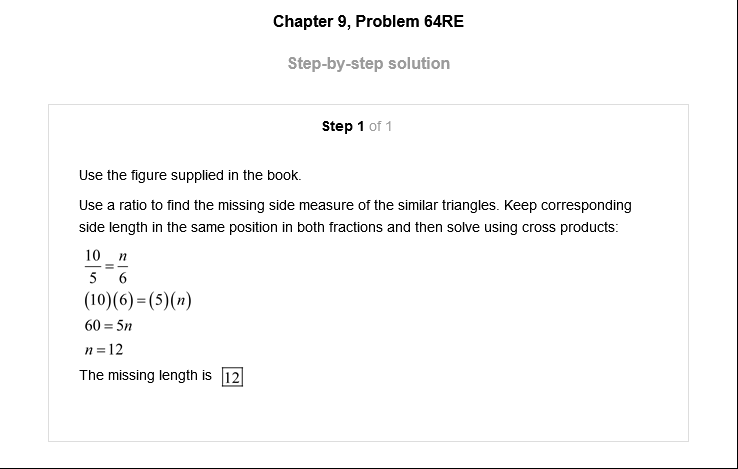 Chapter 9, Problem 64RE
Step-by-step solution
Step 1 of 1
Use the figure supplied in the book.
Use a ratio to find the missing side measure of the similar triangles. Keep corresponding
side length in the same position in both fractions and then solve using cross products:
10/5 = n/6
(10)(6) = (5)(n)
60 = 5n
n = 12
The missing length is 12